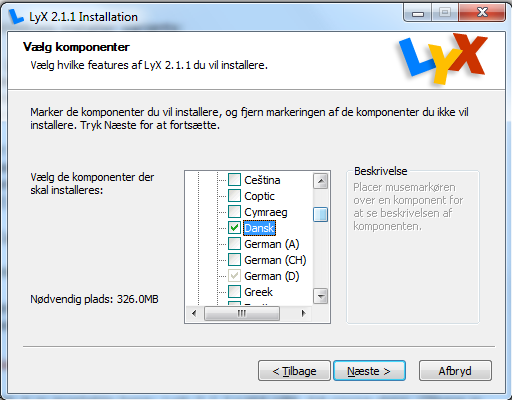 LyX 2.1.1 Installation
Vælg komponenter
Vælg hvilke features af LyX 2.1.1 du vil installere.
LYX
Marker de komponenter du vil installere, og fjern markeringen af de komponenter du ikke vil
installere. Tryk Næste for at fortsætte.
Vælg de komponenter der
skal installeres:
Čeština
Coptic
Cymraeg
Dansk
German (A)
German (CH)
German (D)
Greek
Beskrivelse
Placer musemarkøren
over en komponent for
at se beskrivelsen af
komponenten.
Nødvendig plads: 326.0MB
< Tilbage
Næste >
Afbryd